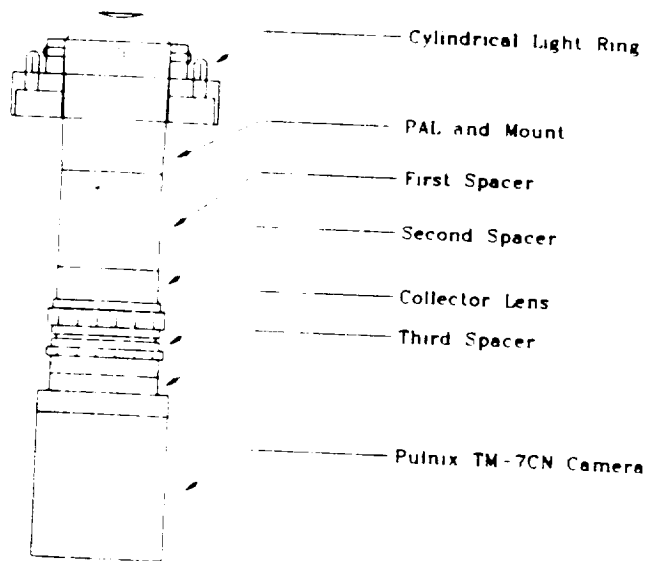 Cylindrical Light Ring
PAL and Mount
First Spacer
Second Spacer
Collector Lens
Third Spacer
Pulnix TM-7CN Camera